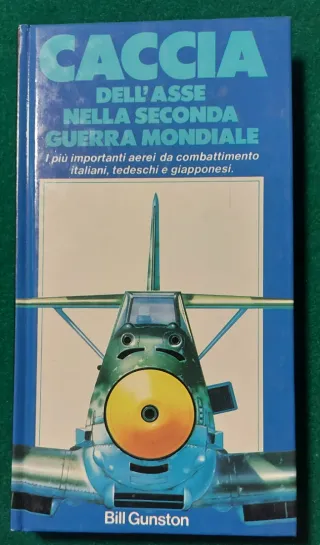 CACCIA
DELL'ASSE
NELLA SECONDA
GUERRA MONDIALE
I più importanti aerei da combattimento
italiani, tedeschi e giapponesi.
Bill Gunston